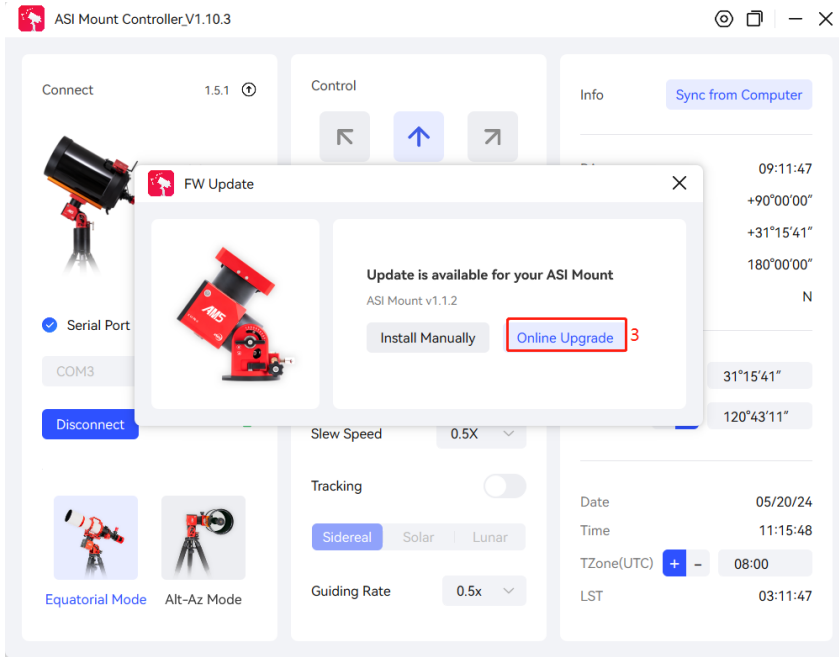 ASI Mount Controller_V1.10.3
Connect
1.5.1
Serial Port
COM3
Disconnect
Equatorial Mode
Alt-Az Mode
Control
FW Update
AM5
Update is available for your ASI Mount
ASI Mount v1.1.2
Install Manually
Online Upgrade
3
Slew Speed
0.5X
Tracking
Sidereal
Solar
Lunar
Guiding Rate
0.5x
Info
Sync from Computer
09:11:47
+90°00′00″
+31°15′41″
180°00′00″
N
31°15′41″
120°43′11″
Date
05/20/24
Time
11:15:48
TZone(UTC)
+
-
08:00
LST
03:11:47